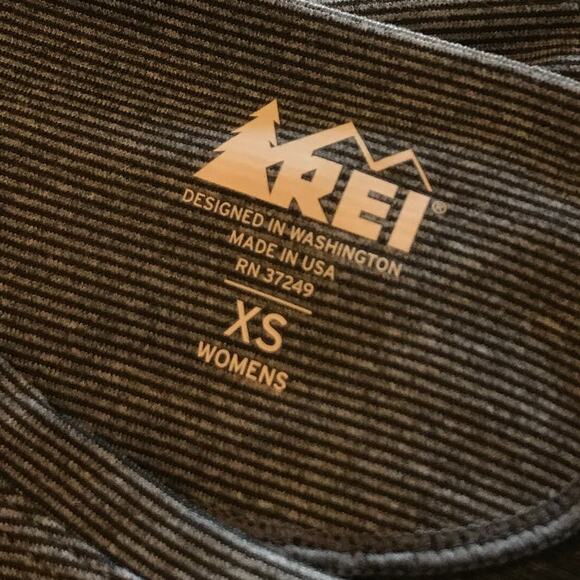 REI®
DESIGNED IN WASHINGTON
MADE IN USA
RN 37249
XS
WOMENS